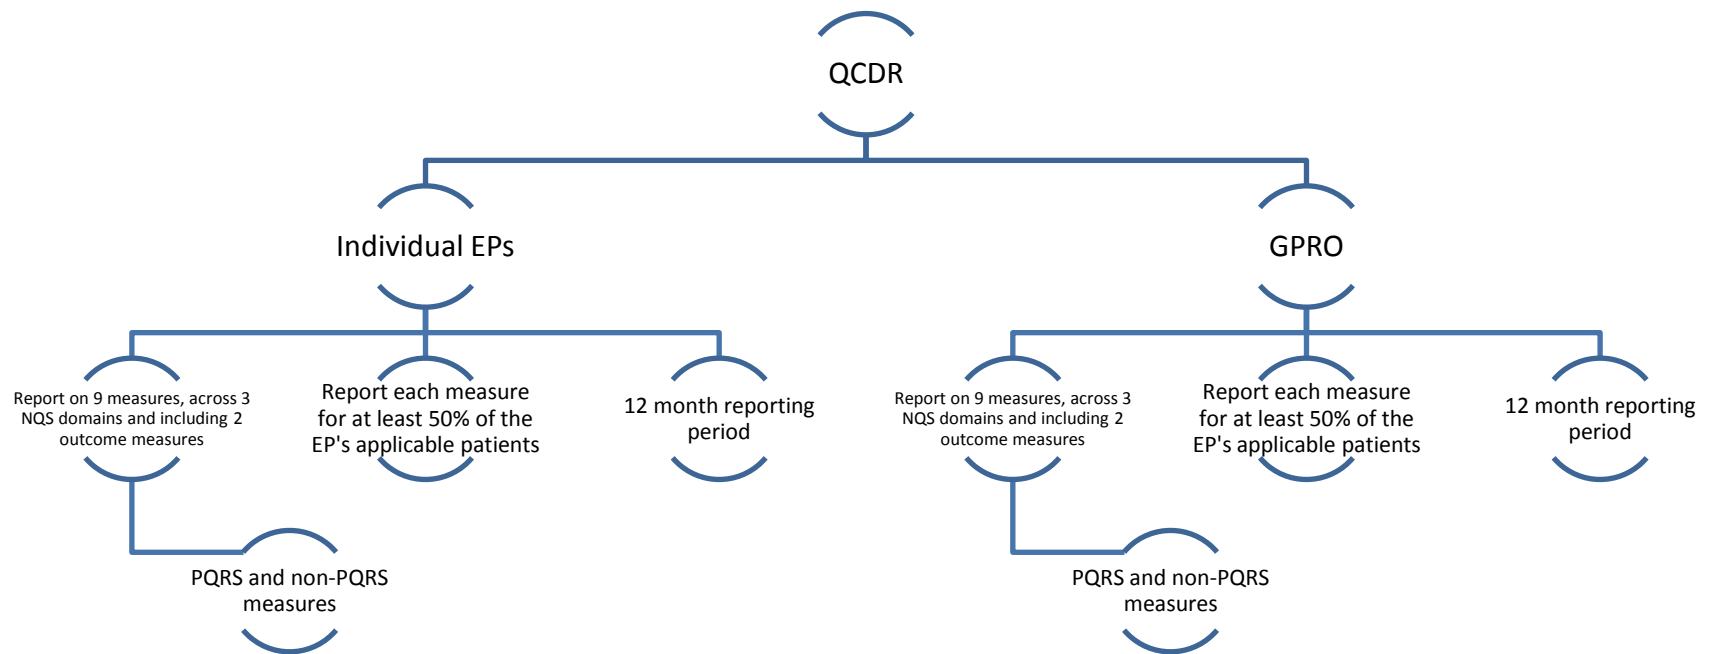 QCDR
Individual EPs
GPRO
Report on 9 measures, across 3
NQS domains and including 2
outcome measures
Report each measure
for at least 50% of the
EP's applicable patients
12 month reporting
period
Report on 9 measures, across 3
NQS domains and including 2
outcome measures
Report each measure
for at least 50% of the
EP's applicable patients
12 month reporting
period
PQRS and non-PQRS
measures
PQRS and non-PQRS
measures